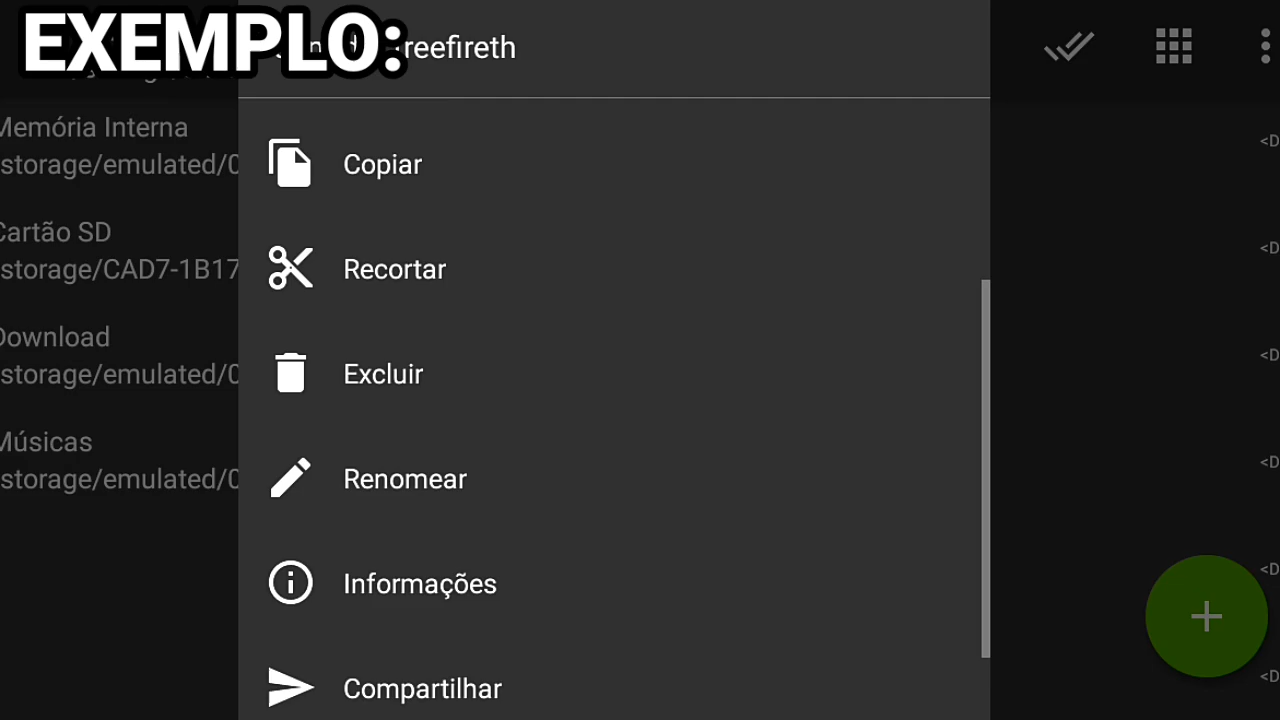 EXEMPLO:
reefireth
Memória Interna
storage/emulated/0
Cartão SD
storage/CAD7-1B17
Download
storage/emulated/0
Músicas
storage/emulated/0
Copiar
Recortar
Excluir
Renomear
Informações
Compartilhar
<D
<D
<D
<D
<D
<D